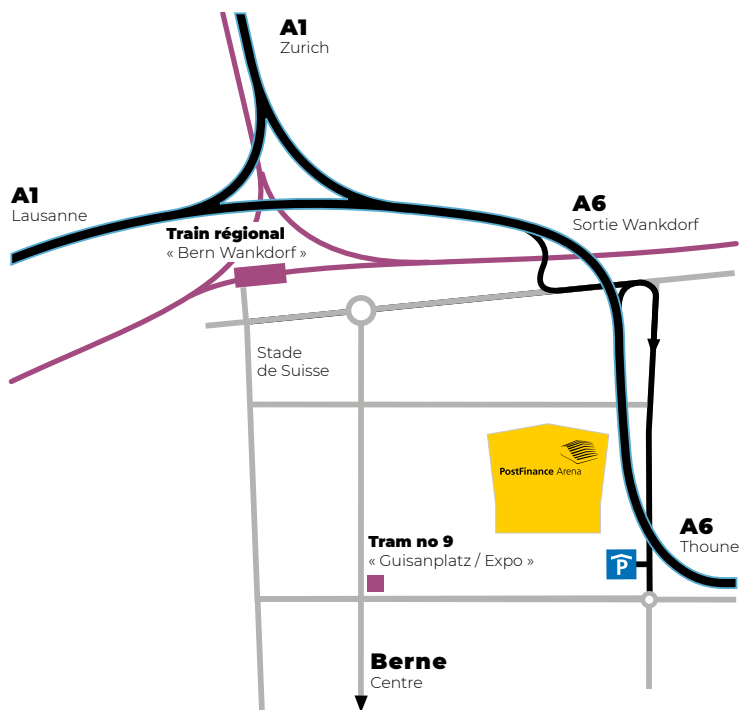 A1
Zurich
A1
Lausanne
A6
Sortie Wankdorf
Train régional
« Bern Wankdorf »
Stade
de Suisse
PostFinance Arena
A6
Thoune
Tram no 9
« Guisanplatz / Expo »
P
Berne
Centre